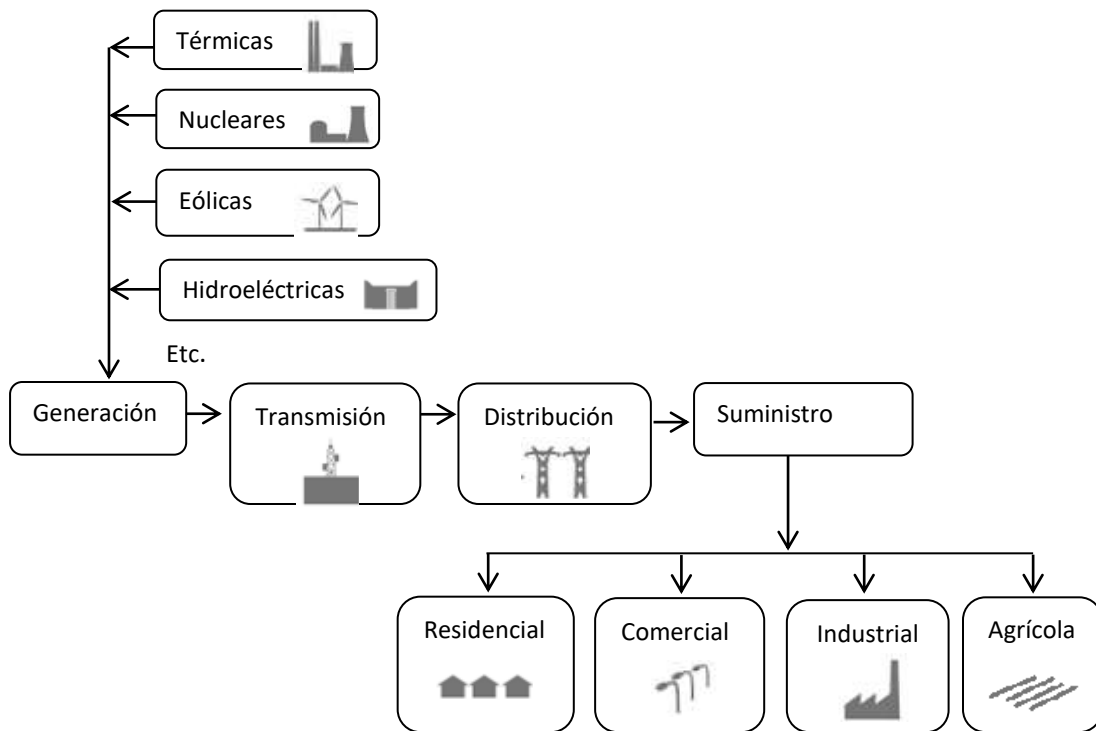 Térmicas
Nucleares
Eólicas
Hidroeléctricas
Etc.
Generación
Transmisión
Distribución
Suministro
Residencial
Comercial
Industrial
Agrícola